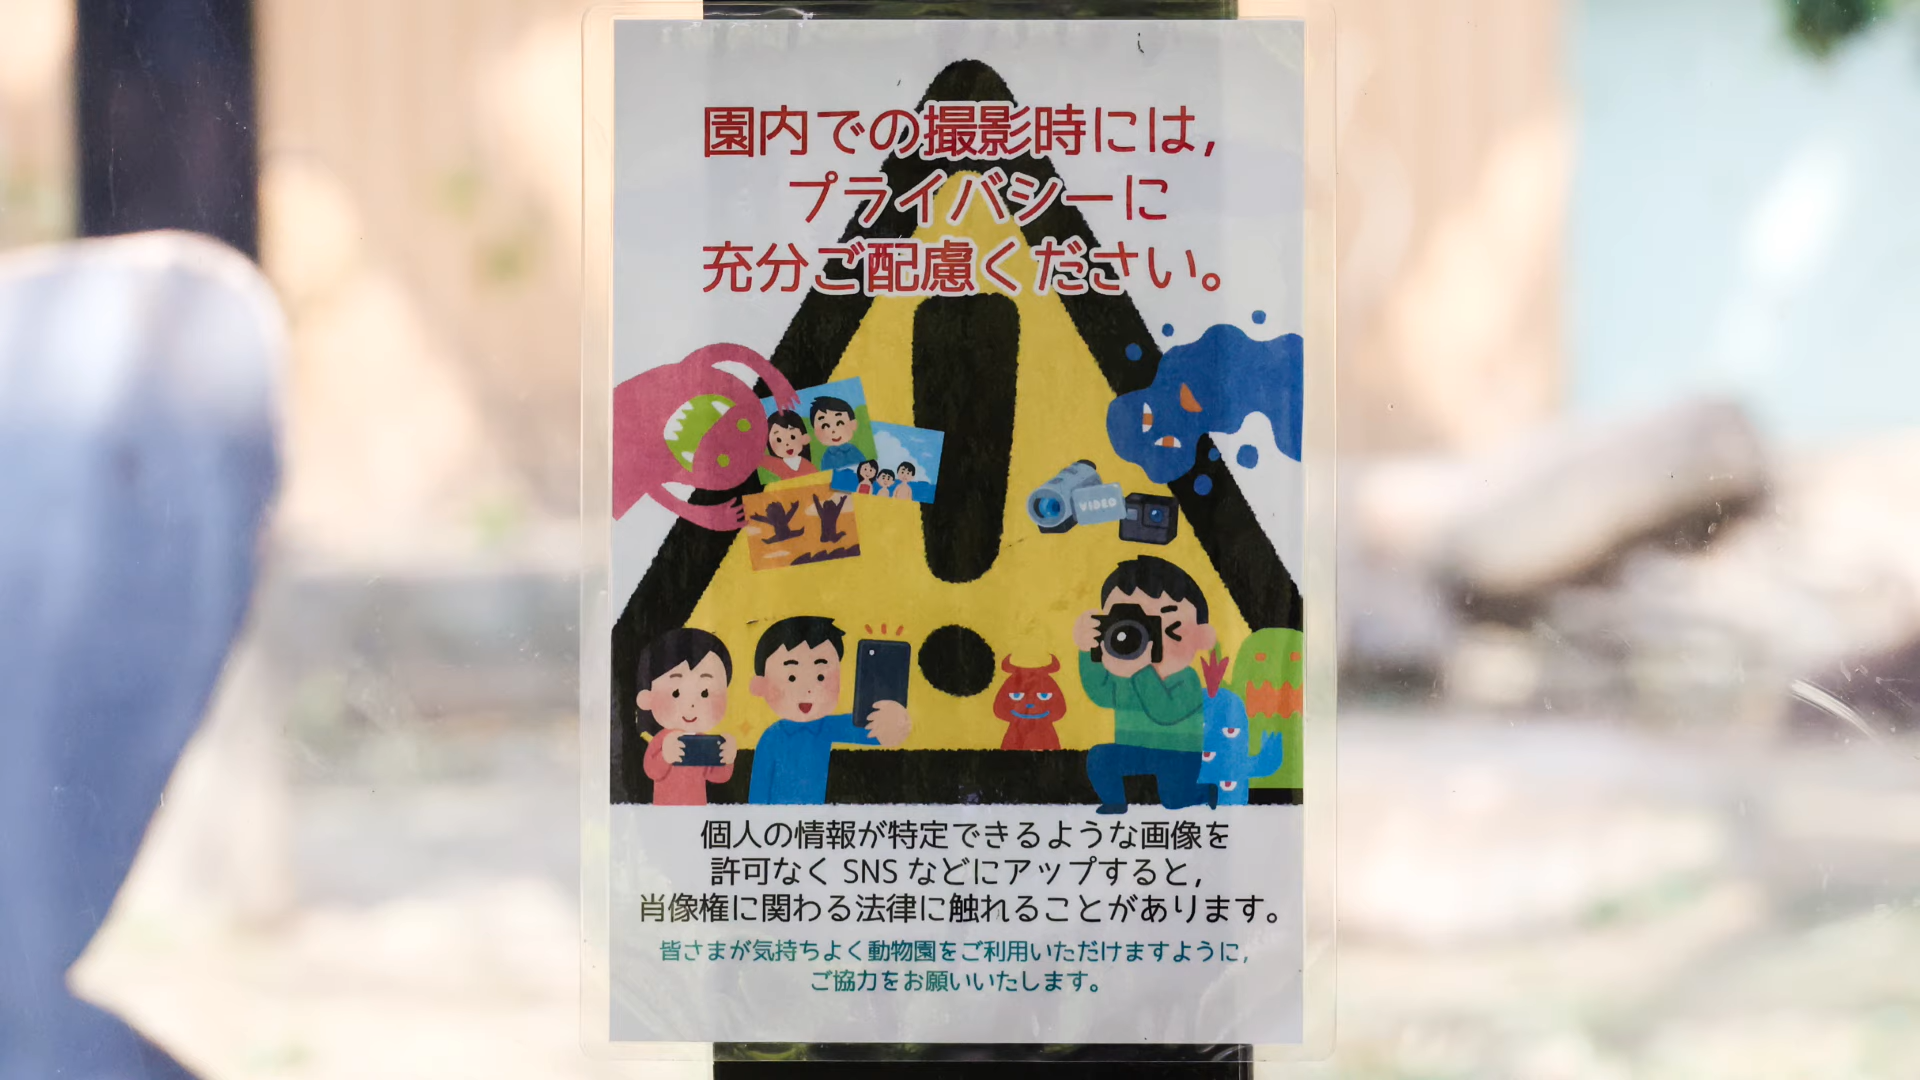 園内での撮影時には,
プライバシーに
充分ご配慮ください。
VIDEO
個人の情報が特定できるような画像を
許可なく SNS などにアップすると,
肖像権に関わる法律に触れることがあります。
皆さまが気持ちよく動物園をご利用いただけますように,
ご協力をお願いいたします。